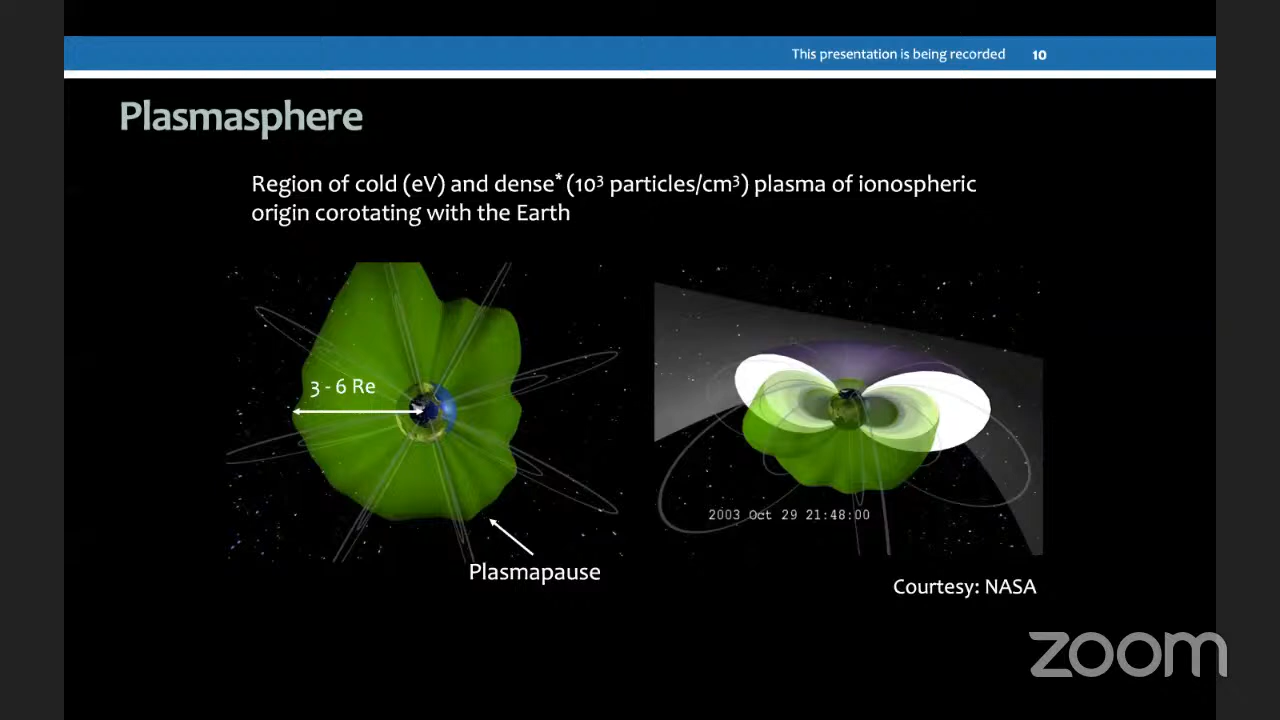 This presentation is being recorded 10
Plasmasphere
Region of cold (eV) and dense* (10³ particles/cm³) plasma of ionospheric
origin corotating with the Earth
3 - 6 Re
2003 Oct 29 21:48:00
Plasmapause
Courtesy: NASA
zoom